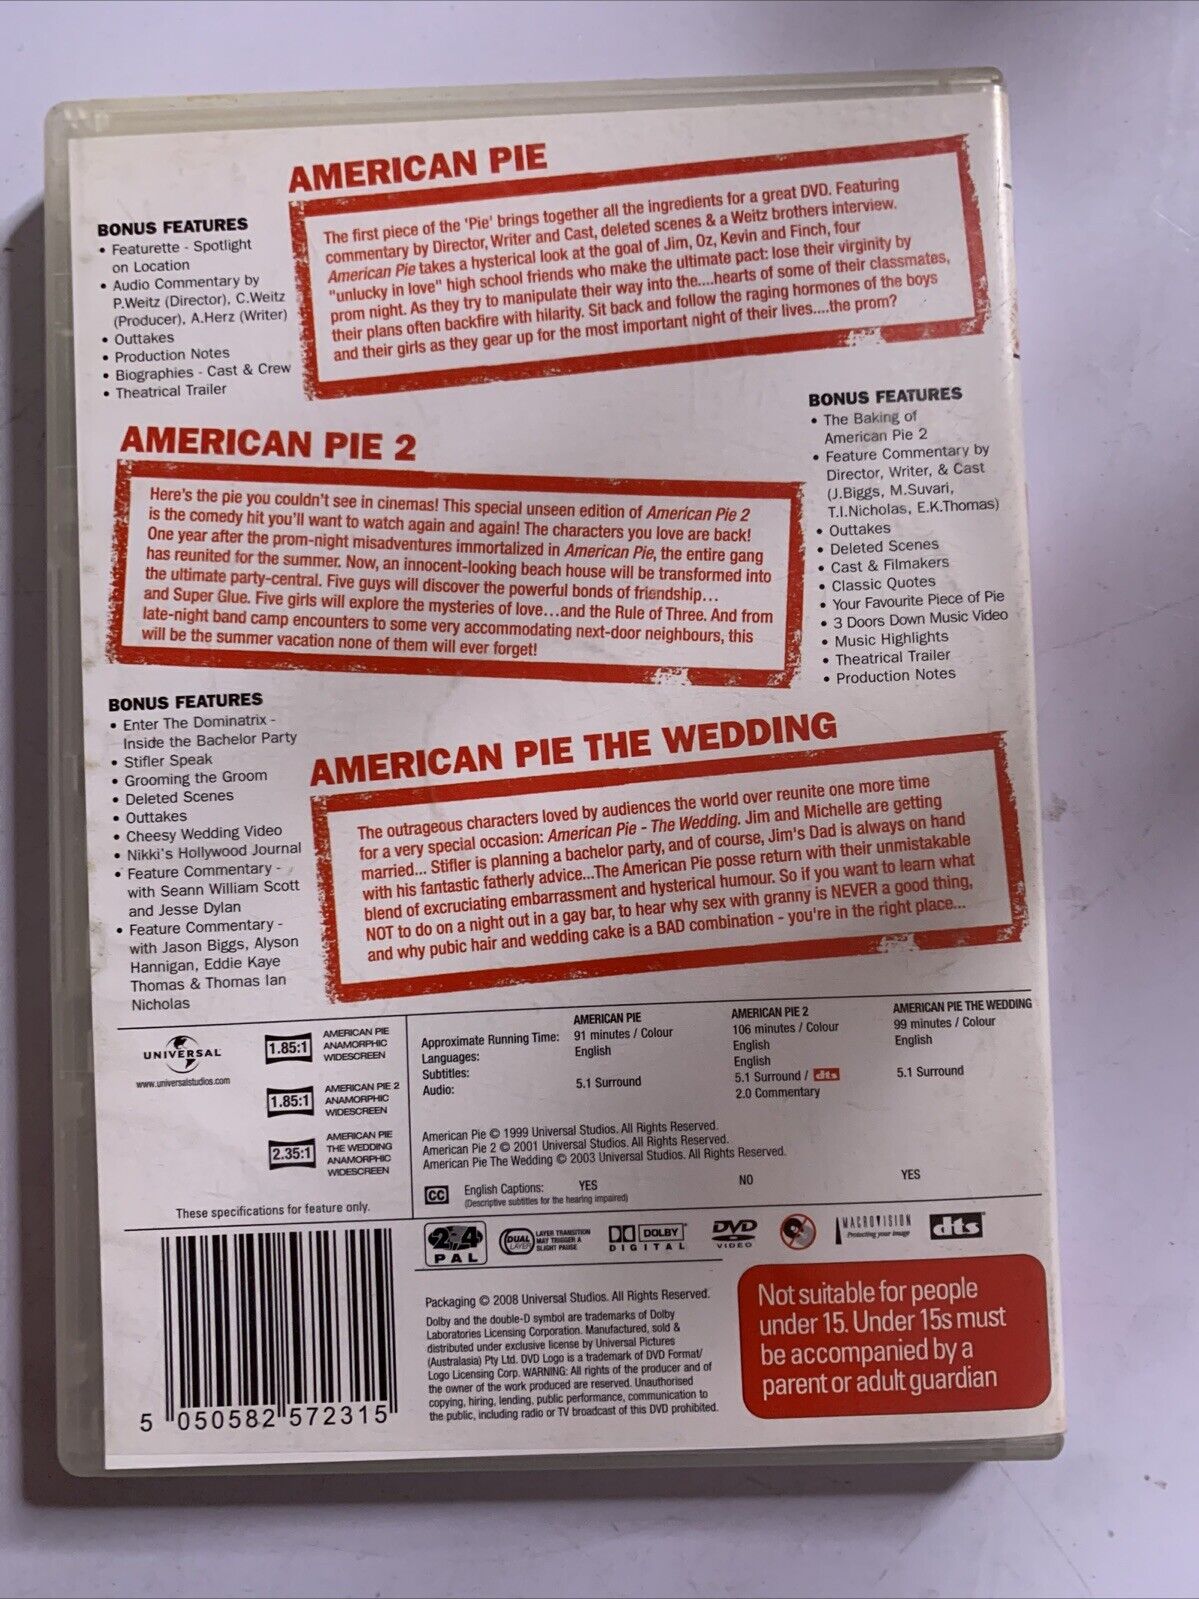 AMERICAN PIE
BONUS FEATURES
• Featurette - Spotlight
on Location
• Audio Commentary by
P.Weitz (Director), C.Weitz
(Producer), A.Herz (Writer)
• Outtakes
• Production Notes
• Biographies - Cast & Crew
• Theatrical Trailer
The first piece of the 'Pie' brings together all the ingredients for a great DVD. Featuring
commentary by Director, Writer and Cast, deleted scenes & a Weitz brothers interview.
American Pie takes a hysterical look at the goal of Jim, Oz, Kevin and Finch, four
"unlucky in love" high school friends who make the ultimate pact: lose their virginity by
prom night. As they try to manipulate their way into the....hearts of some of their classmates,
their plans often backfire with hilarity. Sit back and follow the raging hormones of the boys
and their girls as they gear up for the most important night of their lives....the prom?
AMERICAN PIE 2
Here's the pie you couldn't see in cinemas! This special unseen edition of American Pie 2
is the comedy hit you'll want to watch again and again! The characters you love are back!
One year after the prom-night misadventures immortalized in American Pie, the entire gang
has reunited for the summer. Now, an innocent-looking beach house will be transformed into
the ultimate party-central. Five guys will discover the powerful bonds of friendship...
and Super Glue. Five girls will explore the mysteries of love...and the Rule of Three. And from
late-night band camp encounters to some very accommodating next-door neighbours, this
will be the summer vacation none of them will ever forget!
BONUS FEATURES
• The Baking of
American Pie 2
• Feature Commentary by
Director, Writer, & Cast
(J.Biggs, M.Suvari,
T.I.Nicholas, E.K.Thomas)
• Outtakes
• Deleted Scenes
• Cast & Filmakers
• Classic Quotes
• Your Favourite Piece of Pie
• 3 Doors Down Music Video
• Music Highlights
• Theatrical Trailer
• Production Notes
BONUS FEATURES
• Enter The Dominatrix -
Inside the Bachelor Party
• Stifler Speak
• Grooming the Groom
• Deleted Scenes
• Outtakes
• Cheesy Wedding Video
• Nikki's Hollywood Journal
• Feature Commentary -
with Seann William Scott
and Jesse Dylan
• Feature Commentary -
with Jason Biggs, Alyson
Hannigan, Eddie Kaye
Thomas & Thomas Ian
Nicholas
AMERICAN PIE THE WEDDING
The outrageous characters loved by audiences the world over reunite one more time
for a very special occasion: American Pie - The Wedding. Jim and Michelle are getting
married... Stifler is planning a bachelor party, and of course, Jim's Dad is always on hand
with his fantastic fatherly advice...The American Pie posse return with their unmistakable
blend of excruciating embarrassment and hysterical humour. So if you want to learn what
NOT to do on a night out in a gay bar, to hear why sex with granny is NEVER a good thing,
and why pubic hair and wedding cake is a BAD combination - you're in the right place...
UNIVERSAL
www.universalstudios.com
1.85:1 AMERICAN PIE
ANAMORPHIC
WIDESCREEN
1.85:1 AMERICAN PIE 2
ANAMORPHIC
WIDESCREEN
2.35:1 AMERICAN PIE
THE WEDDING
ANAMORPHIC
WIDESCREEN
These specifications for feature only.
AMERICAN PIE AMERICAN PIE 2 AMERICAN PIE THE WEDDING
Approximate Running Time: 91 minutes / Colour 106 minutes / Colour 99 minutes / Colour
Languages: English English English
Subtitles: English
Audio: 5.1 Surround 5.1 Surround / dts 5.1 Surround
2.0 Commentary
American Pie © 1999 Universal Studios. All Rights Reserved.
American Pie 2 © 2001 Universal Studios. All Rights Reserved.
American Pie The Wedding © 2003 Universal Studios. All Rights Reserved.
CC English Captions: YES NO YES
(Descriptive subtitles for the hearing impaired)
2 4 PAL
DUAL LAYER
LAYER TRANSITION
MAY TRIGGER A
SLIGHT PAUSE
DOLBY
DIGITAL
DVD
VIDEO
MACROVISION
Protecting your image
dts
Packaging © 2008 Universal Studios. All Rights Reserved.
Dolby and the double-D symbol are trademarks of Dolby
Laboratories Licensing Corporation. Manufactured, sold &
distributed under exclusive license by Universal Pictures
(Australasia) Pty Ltd. DVD Logo is a trademark of DVD Format/
Logo Licensing Corp. WARNING: All rights of the producer and of
the owner of the work produced are reserved. Unauthorised
copying, hiring, lending, public performance, communication to
the public, including radio or TV broadcast of this DVD prohibited.
Not suitable for people
under 15. Under 15s must
be accompanied by a
parent or adult guardian
5 050582 572315